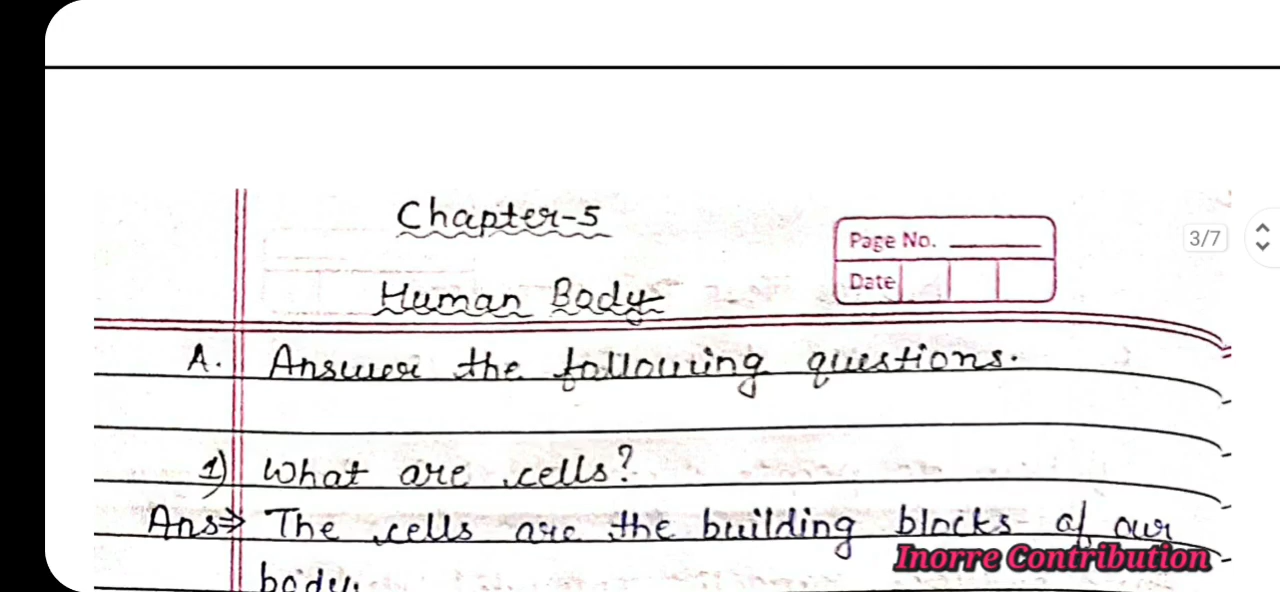 Chapter-5
Page No.
3/7
Date
Human Body
A. Answer the following questions.
1) What are cells?
Ans⇒ The cells are the building blocks of our
Inorre Contribution
body.